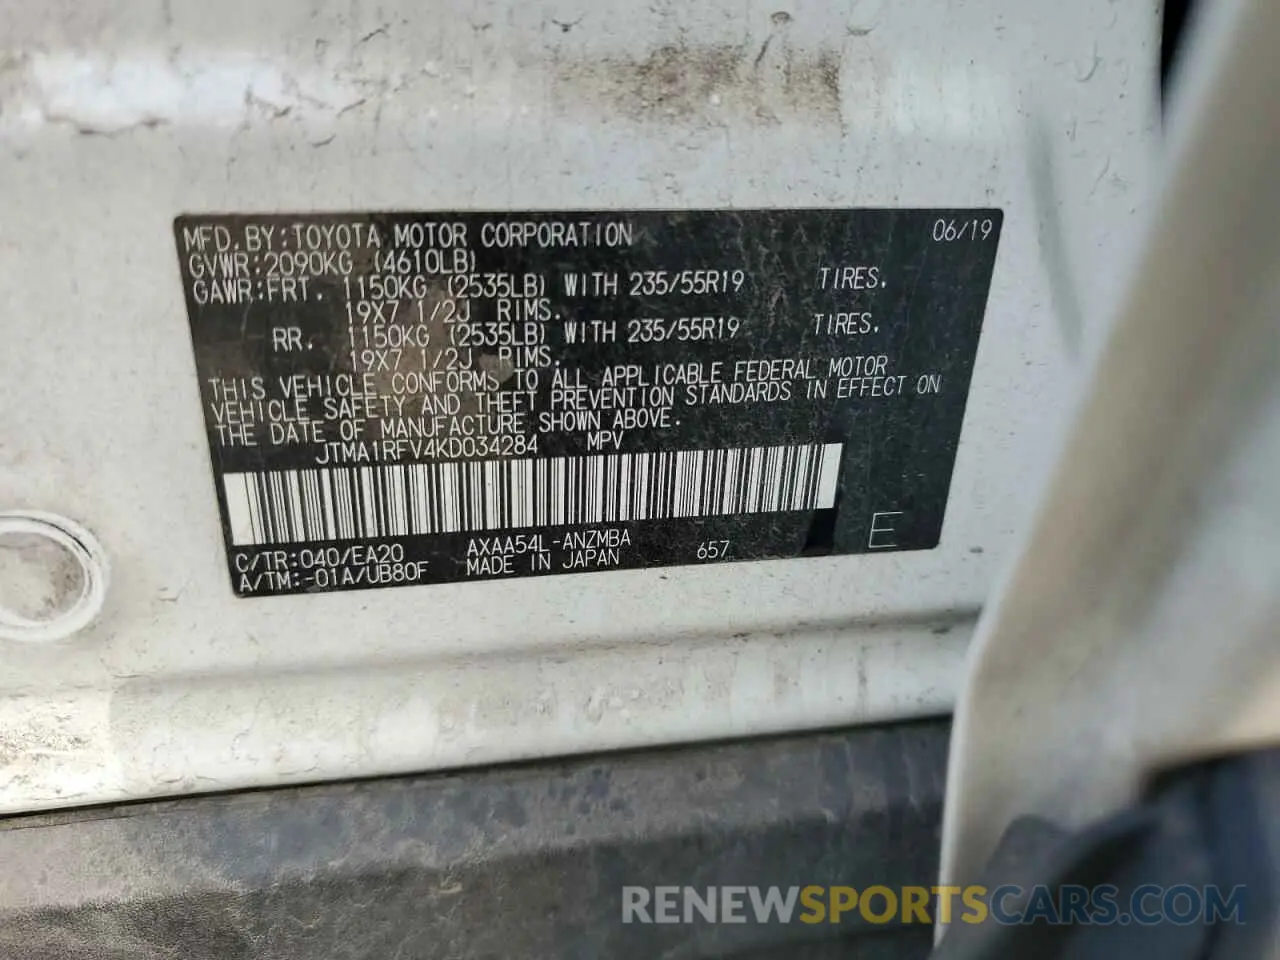 MFD.BY:TOYOTA MOTOR CORPORATION 06/19
GVWR:2090KG (4610LB)
GAWR:FRT. 1150KG (2535LB) WITH 235/55R19 TIRES.
19X7 1/2J RIMS.
RR. 1150KG (2535LB) WITH 235/55R19 TIRES.
19X7 1/2J RIMS.
THIS VEHICLE CONFORMS TO ALL APPLICABLE FEDERAL MOTOR
VEHICLE SAFETY AND THEFT PREVENTION STANDARDS IN EFFECT ON
THE DATE OF MANUFACTURE SHOWN ABOVE.
JTMA1RFV4KD034284 MPV
C/TR:040/EA20 AXAA54L-ANZMBA 657 E
A/TM:-01A/UB80F MADE IN JAPAN
RENEWSPORTSCARS.COM